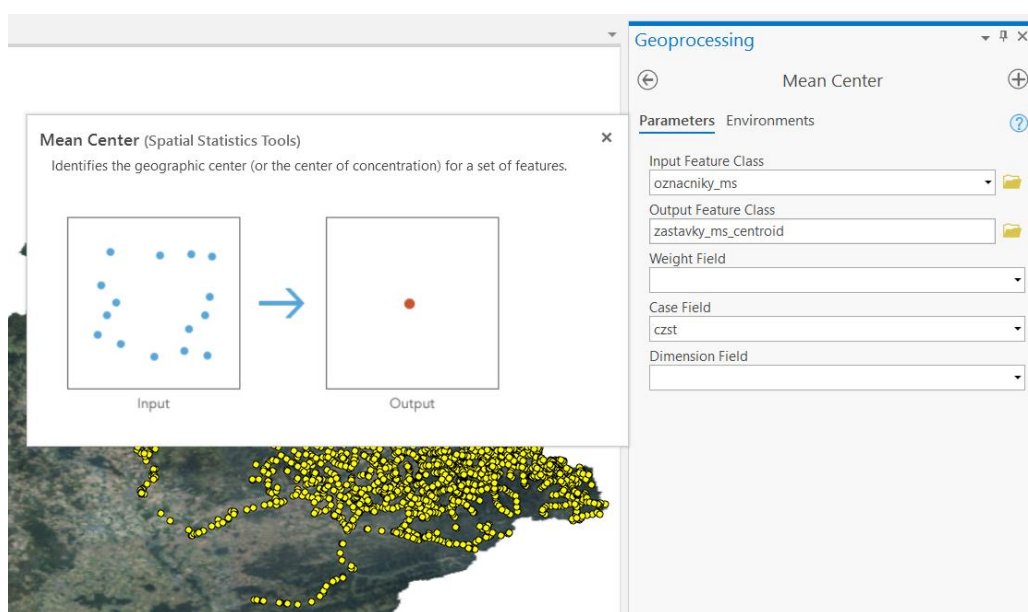 Geoprocessing
Mean Center
Parameters Environments
Input Feature Class
oznacniky_ms
Output Feature Class
zastavky_ms_centroid
Weight Field
Case Field
czst
Dimension Field
Mean Center (Spatial Statistics Tools)
Identifies the geographic center (or the center of concentration) for a set of features.
Input
Output